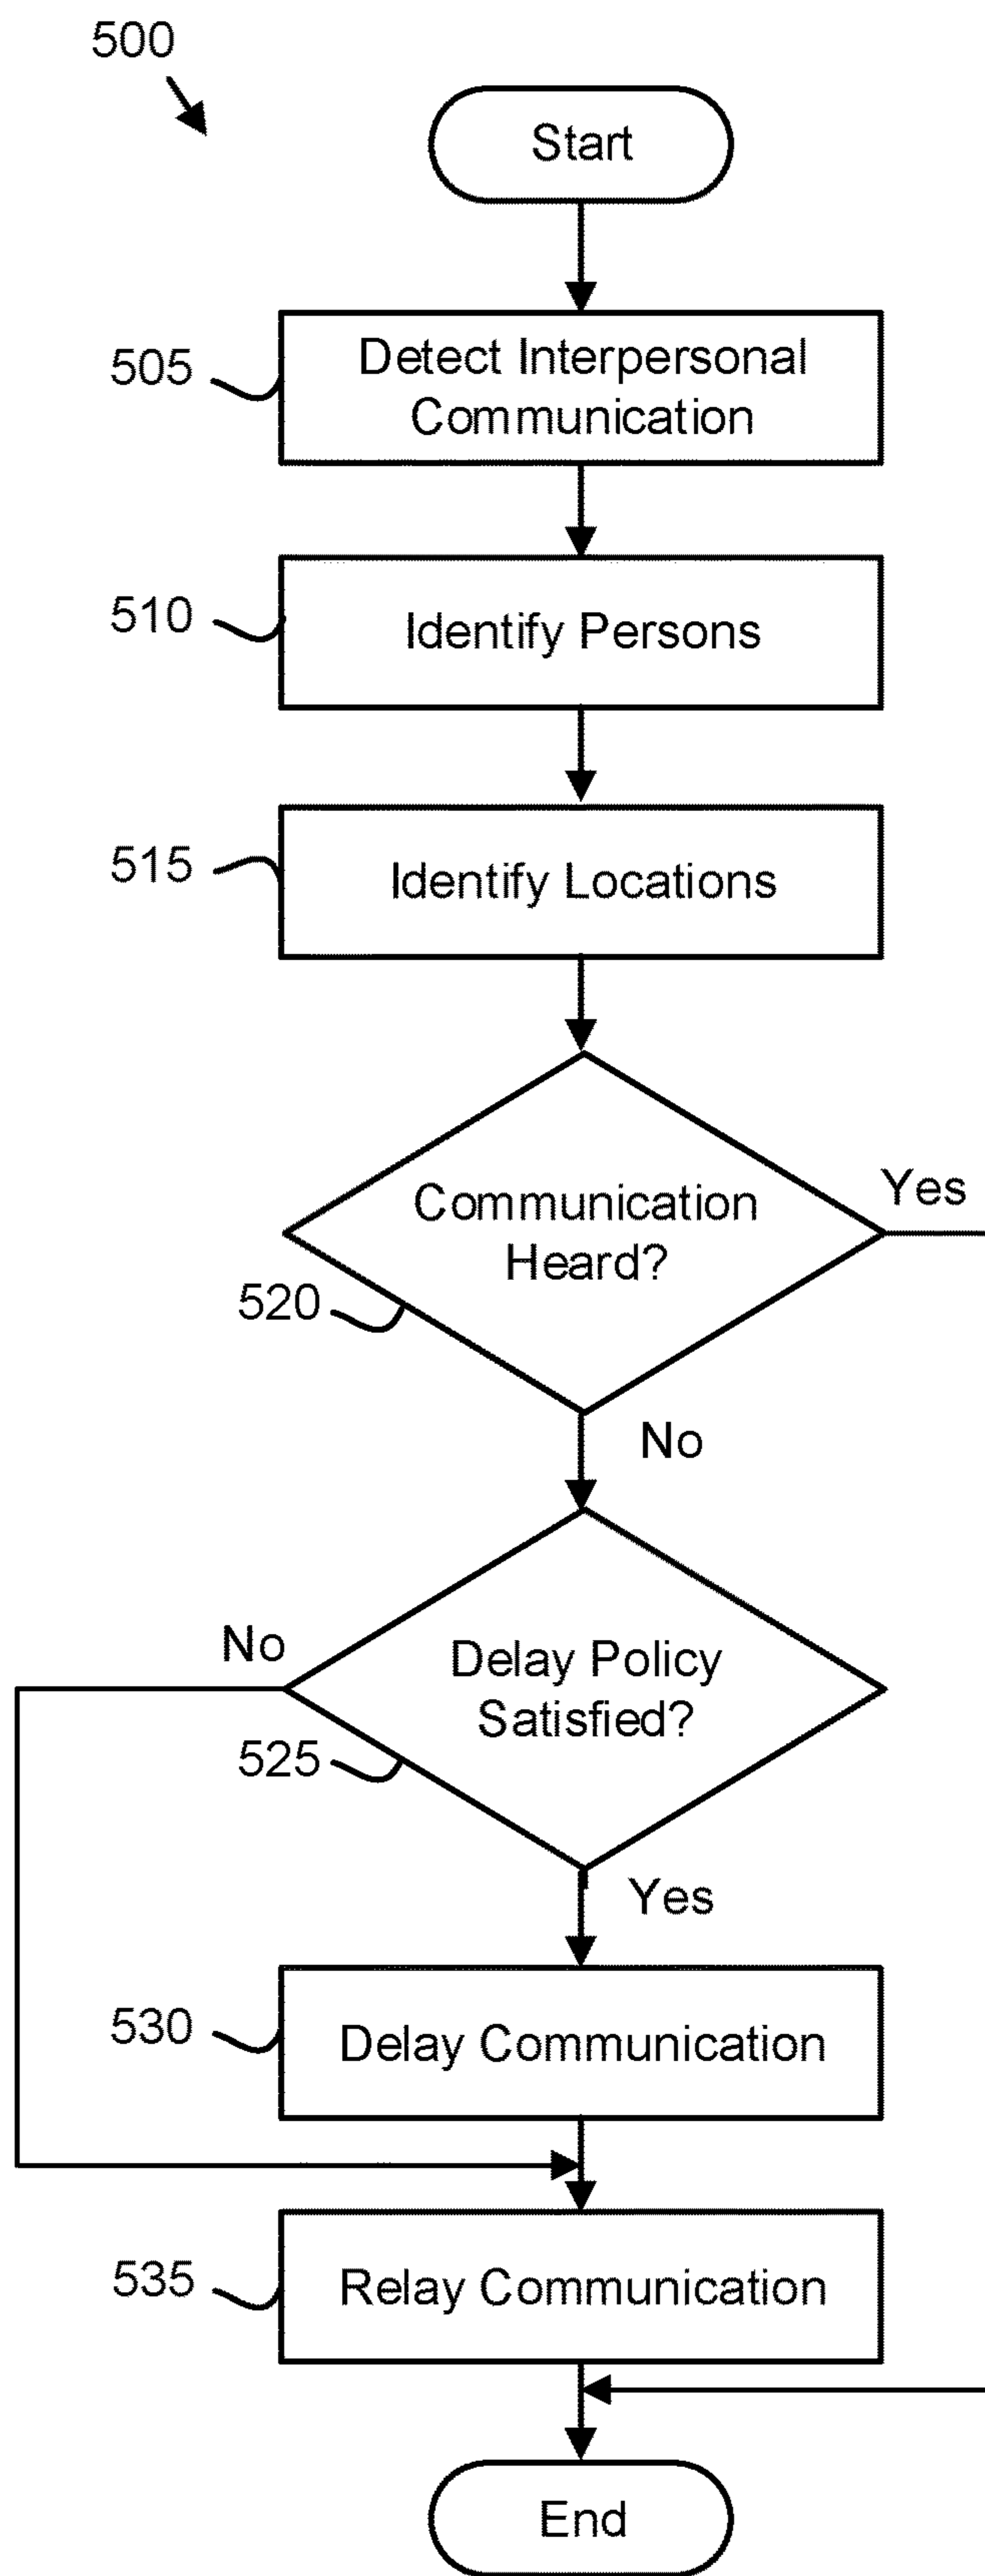 500
Start
505
Detect Interpersonal
Communication
510
Identify Persons
515
Identify Locations
Communication
Heard?
Yes
520
No
No
Delay Policy
Satisfied?
525
Yes
530
Delay Communication
535
Relay Communication
End